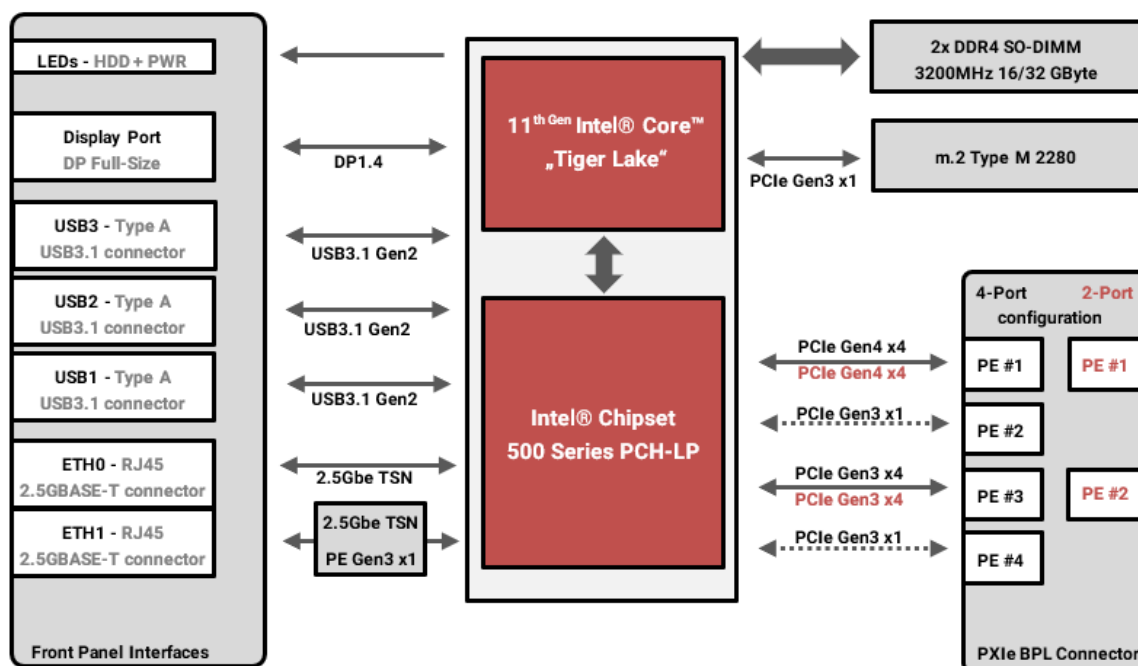 LEDs - HDD + PWR
Display Port
DP Full-Size
USB3 - Type A
USB3.1 connector
USB2 - Type A
USB3.1 connector
USB1 - Type A
USB3.1 connector
ETH0 - RJ45
2.5GBASE-T connector
ETH1 - RJ45
2.5GBASE-T connector
Front Panel Interfaces
DP1.4
USB3.1 Gen2
USB3.1 Gen2
USB3.1 Gen2
2.5Gbe TSN
2.5Gbe TSN
PE Gen3 x1
11th Gen Intel® Core™
„Tiger Lake“
Intel® Chipset
500 Series PCH-LP
2x DDR4 SO-DIMM
3200MHz 16/32 GByte
PCIe Gen3 x1
m.2 Type M 2280
PCIe Gen4 x4
PCIe Gen4 x4
PCIe Gen3 x1
PCIe Gen3 x4
PCIe Gen3 x4
PCIe Gen3 x1
4-Port 2-Port
configuration
PE #1 PE #1
PE #2
PE #3 PE #2
PE #4
PXIe BPL Connector